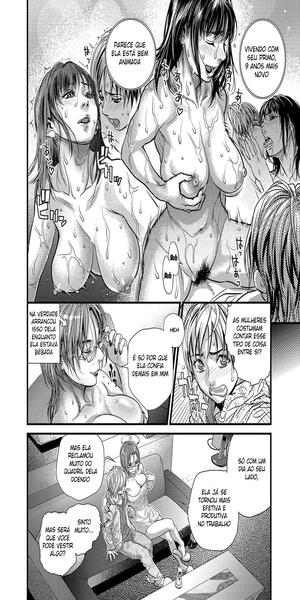 VIVENDO COM
SEU PRIMO,
9 ANOS MAIS
NOVO
PARECE QUE
ELA ESTÁ BEM
ANIMADA
AS MULHERES
COSTUMAM
CONTAR ESSE
TIPO DE COISA
ENTRE SI?
HEH
É SÓ POR QUE
ELA CONFIA
DEMAIS EM MIM
NA VERDADE
ARRANCOU
ISSO DELA
ENQUANTO
ELA ESTAVA
BÊBADA
SÓ COM UM
DIA AO SEU
LADO,
ELA JÁ SE
TORNOU MAIS
EFETIVA E
PRODUTIVA
NO TRABALHO
MAS ELA
RECLAMOU
MUITO DO
QUADRIL DELA
DOENDO
SINTO
MUITO...
MAS SERÁ
QUE VOCÊ
PODE VESTIR
ALGO?